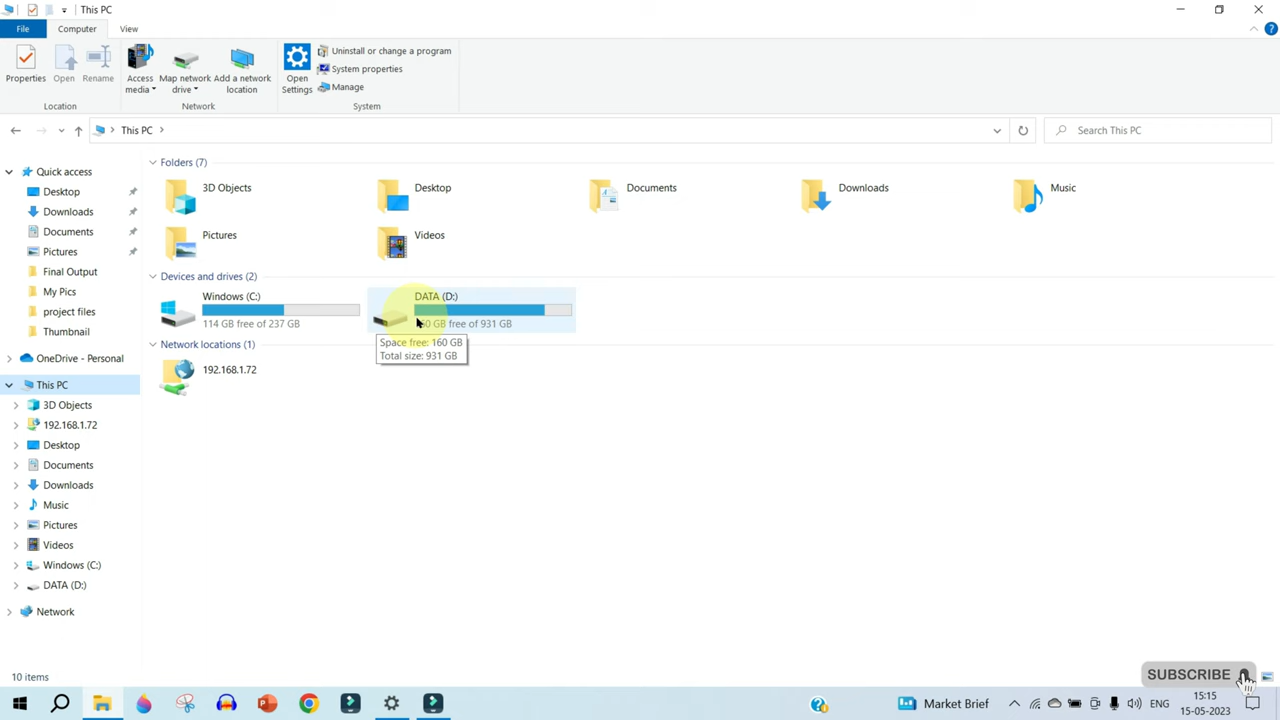 This PC
File
Computer
View
Properties
Open
Rename
Access media
Map network drive
Add a network location
Open Settings
Uninstall or change a program
System properties
Manage
Location
Network
System
This PC
Search This PC
Quick access
Desktop
Downloads
Documents
Pictures
Final Output
My Pics
project files
Thumbnail
OneDrive - Personal
This PC
3D Objects
192.168.1.72
Desktop
Documents
Downloads
Music
Pictures
Videos
Windows (C:)
DATA (D:)
Network
Folders (7)
3D Objects
Desktop
Documents
Downloads
Music
Pictures
Videos
Devices and drives (2)
Windows (C:)
114 GB free of 237 GB
DATA (D:)
GB free of 931 GB
Space free: 160 GB
Total size: 931 GB
Network locations (1)
192.168.1.72
10 items
SUBSCRIBE
Market Brief
ENG
15:15
15-05-2023